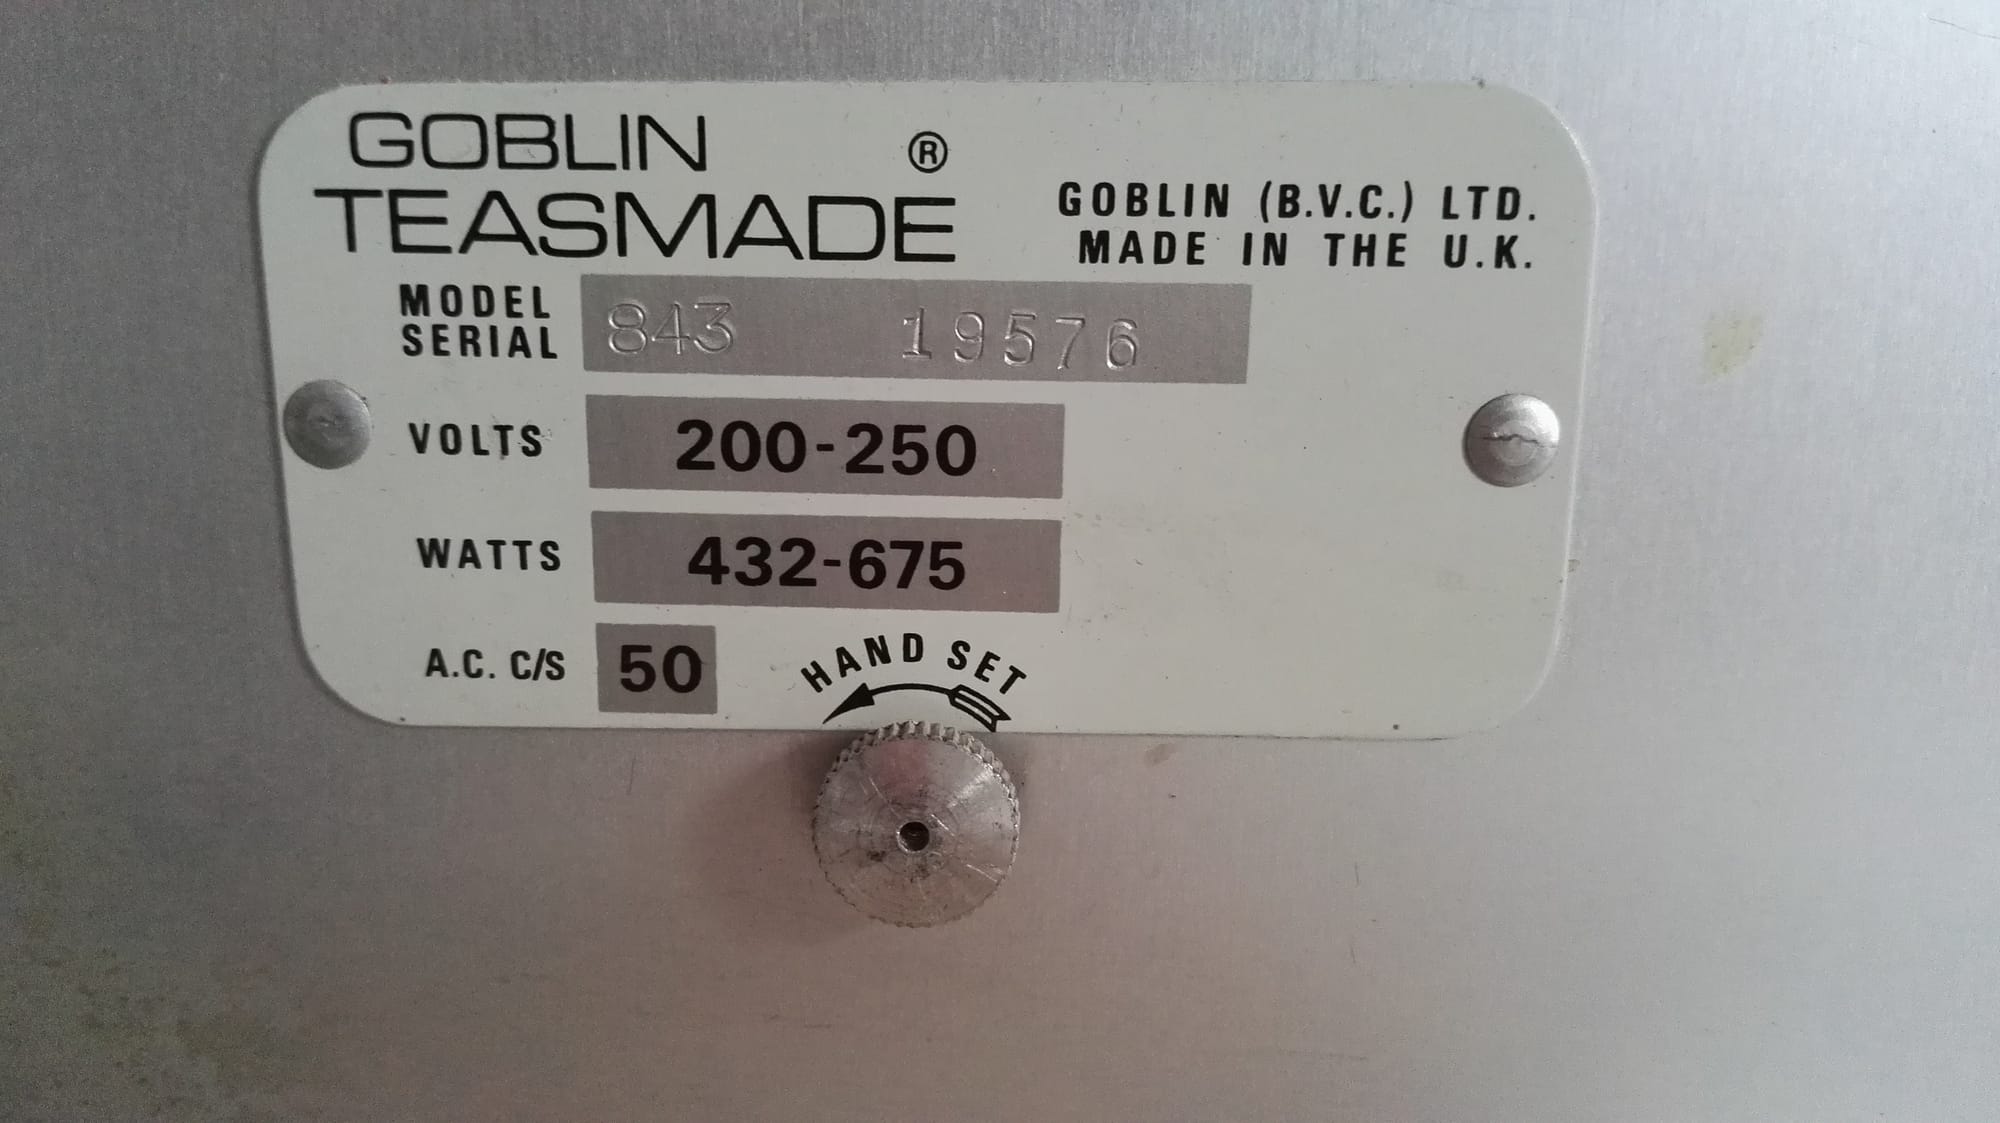 GOBLIN ®
TEASMADE
GOBLIN (B.V.C.) LTD.
MADE IN THE U.K.
MODEL
SERIAL
843 19576
VOLTS 200-250
WATTS 432-675
A.C. C/S 50
HAND SET